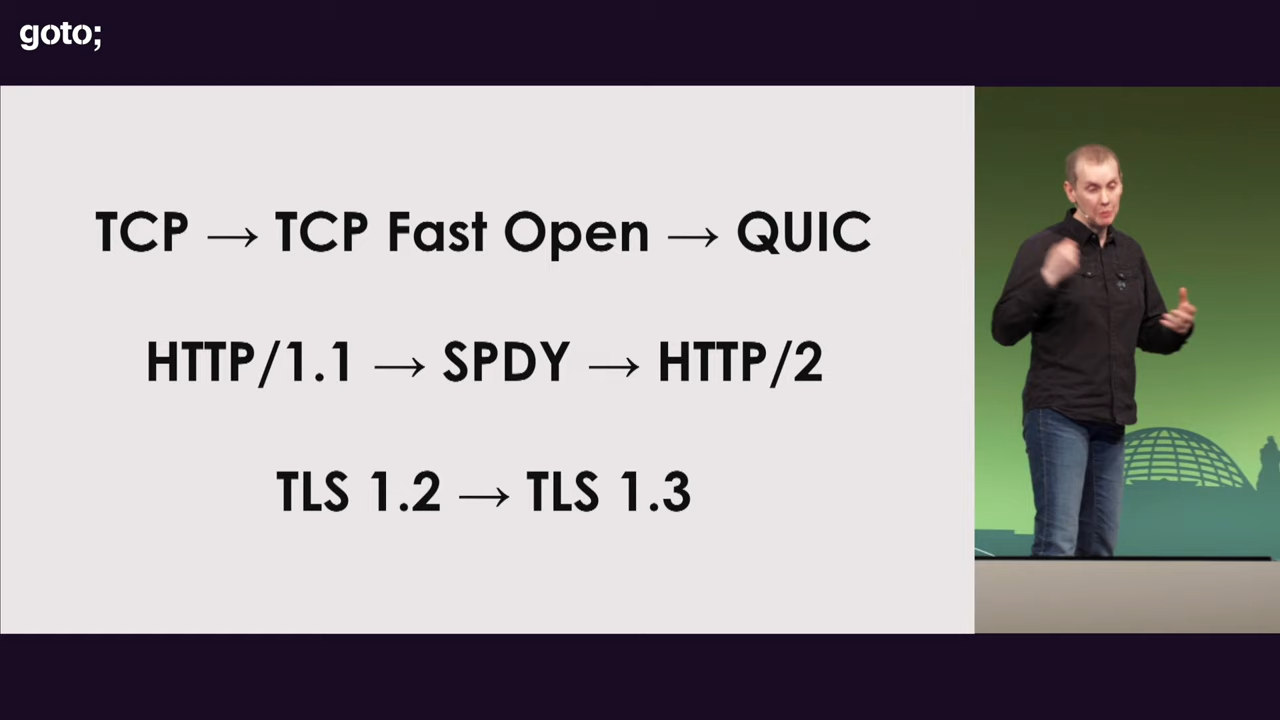 goto;
TCP → TCP Fast Open → QUIC
HTTP/1.1 → SPDY → HTTP/2
TLS 1.2 → TLS 1.3